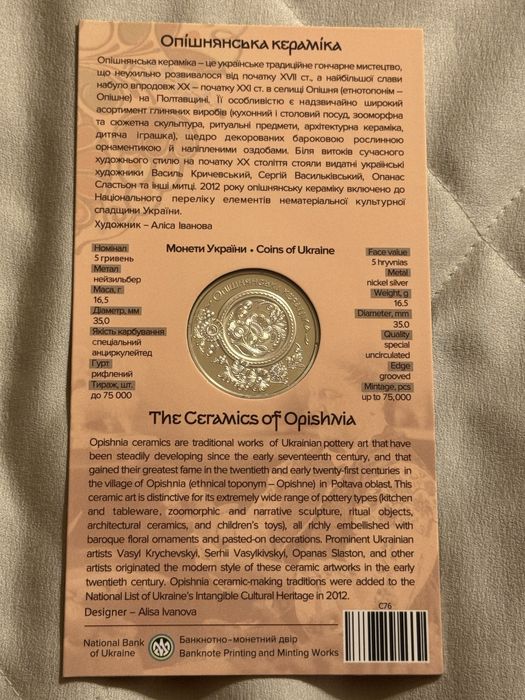 Опішнянська кераміка
Опішнянська кераміка – це українське традиційне гончарне мистецтво,
що неухильно розвивалося від початку XVII ст., а найбільшої слави
набуло впродовж XX – початку XXI ст. в селищі Опішня (етнотопонім –
Опішне) на Полтавщині. Її особливістю є надзвичайно широкий
асортимент глиняних виробів (кухонний і столовий посуд, зооморфна
та сюжетна скульптура, ритуальні предмети, архітектурна кераміка,
дитяча іграшка), щедро декорованих бароковою рослинною
орнаментикою й наліпленими оздобами. Біля витоків сучасного
художнього стилю на початку XX століття стояли видатні українські
художники Василь Кричевський, Сергій Васильківський, Опанас
Сластьон та інші митці. 2012 року опішнянську кераміку включено до
Національного переліку елементів нематеріальної культурної
спадщини України.
Художник – Аліса Іванова
Монети України • Coins of Ukraine
Номінал
5 гривень
Метал
нейзильбер
Маса, г
16,5
Діаметр, мм
35,0
Якість карбування
спеціальний
анциркулейтед
Гурт
рифлений
Тираж, шт.
до 75 000
ОПІШНЯНСЬКА КЕРАМІКА
Face value
5 hryvnias
Metal
nickel silver
Weight, g
16.5
Diameter, mm
35.0
Quality
special
uncirculated
Edge
grooved
Mintage, pcs
up to 75,000
The Ceramics of Opishnia
Opishnia ceramics are traditional works of Ukrainian pottery art that have
been steadily developing since the early seventeenth century, and that
gained their greatest fame in the twentieth and early twenty-first centuries in
the village of Opishnia (ethnical toponym – Opishne) in Poltava oblast. This
ceramic art is distinctive for its extremely wide range of pottery types (kitchen
and tableware, zoomorphic and narrative sculpture, ritual objects,
architectural ceramics, and children's toys), all richly embellished with
baroque floral ornaments and pasted-on decorations. Prominent Ukrainian
artists Vasyl Krychevskyi, Serhii Vasylkivskyi, Opanas Slaston, and other
artists originated the modern style of these ceramic artworks in the early
twentieth century. Opishnia ceramic-making traditions were added to the
National List of Ukraine's Intangible Cultural Heritage in 2012.
Designer – Alisa Ivanova
C76
National Bank
of Ukraine
Банкнотно–монетний двір
Banknote Printing and Minting Works